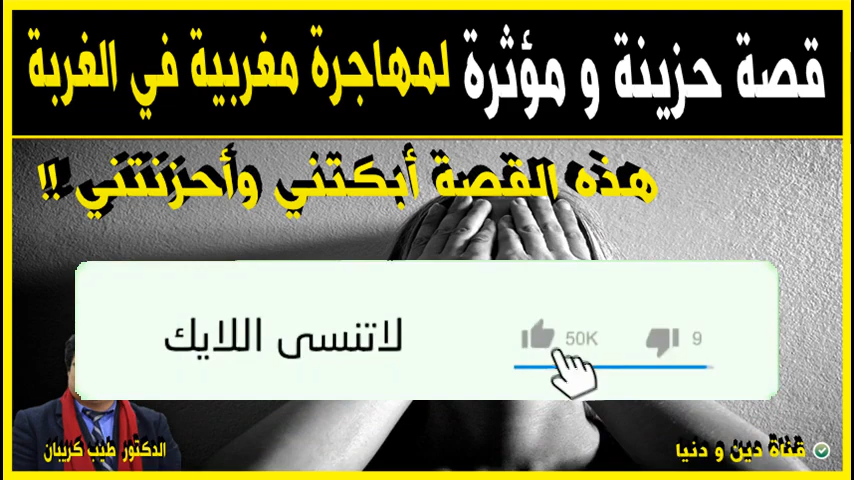 قصة حزينة و مؤثرة لمهاجرة مغربية في الغربة
هذه القصة أبكتني وأحزنتني !!
لاتنسى اللايك
50K
9
قناة دين و دنيا
الدكتور طيب كريبان